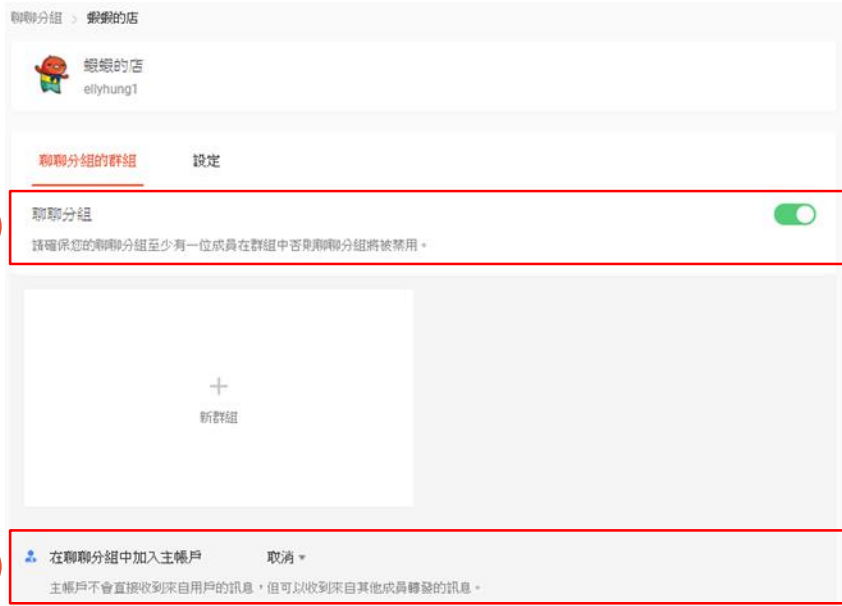 聊聊分組 > 蝦蝦的店
蝦蝦的店
ellyhung1
聊聊分組的群組 設定
聊聊分組
請確保您的聊聊分組至少有一位成員在群組中否則聊聊分組將被禁用。
+
新群組
在聊聊分組中加入主帳戶 取消
主帳戶不會直接收到來自用戶的訊息，但可以收到來自其他成員轉發的訊息。